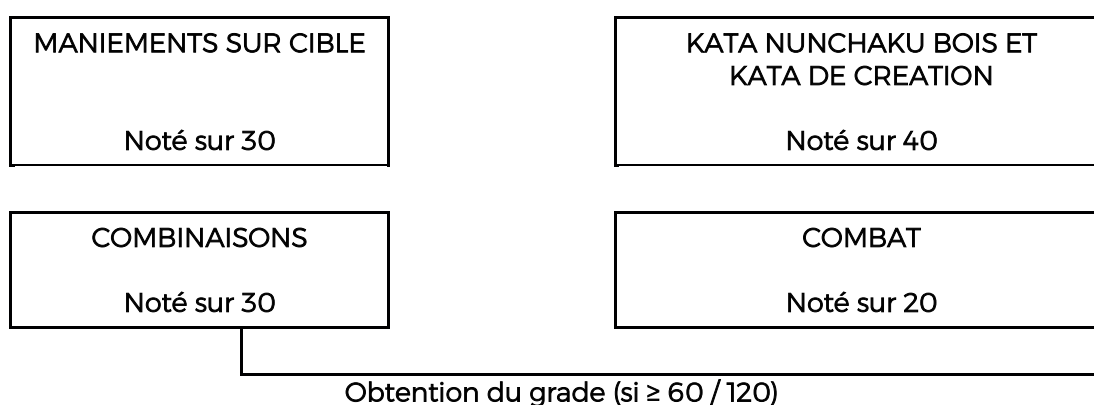 MANIEMENTS SUR CIBLE
Noté sur 30
KATA NUNCHAKU BOIS ET
KATA DE CREATION
Noté sur 40
COMBINAISONS
Noté sur 30
COMBAT
Noté sur 20
Obtention du grade (si ≥ 60 / 120)